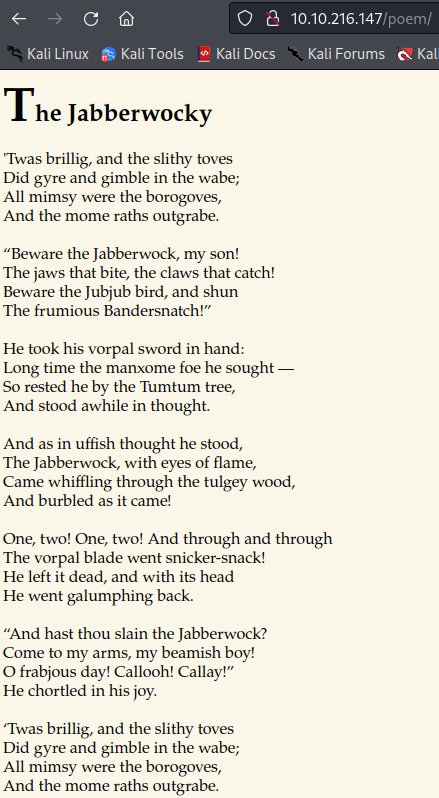 10.10.216.147/poem/
Kali Linux Kali Tools Kali Docs Kali Forums Kali
The Jabberwocky
'Twas brillig, and the slithy toves
Did gyre and gimble in the wabe;
All mimsy were the borogoves,
And the mome raths outgrabe.
“Beware the Jabberwock, my son!
The jaws that bite, the claws that catch!
Beware the Jubjub bird, and shun
The frumious Bandersnatch!”
He took his vorpal sword in hand:
Long time the manxome foe he sought —
So rested he by the Tumtum tree,
And stood awhile in thought.
And as in uffish thought he stood,
The Jabberwock, with eyes of flame,
Came whiffling through the tulgey wood,
And burbled as it came!
One, two! One, two! And through and through
The vorpal blade went snicker-snack!
He left it dead, and with its head
He went galumphing back.
“And hast thou slain the Jabberwock?
Come to my arms, my beamish boy!
O frabjous day! Callooh! Callay!”
He chortled in his joy.
‘Twas brillig, and the slithy toves
Did gyre and gimble in the wabe;
All mimsy were the borogoves,
And the mome raths outgrabe.